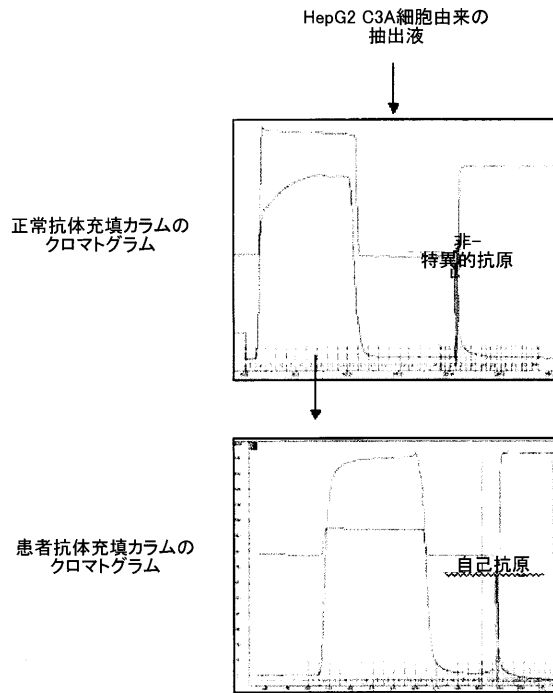 HepG2 C3A細胞由来の
抽出液
正常抗体充填カラムの
クロマトグラム
非-
特異的抗原
患者抗体充填カラムの
クロマトグラム
自己抗原